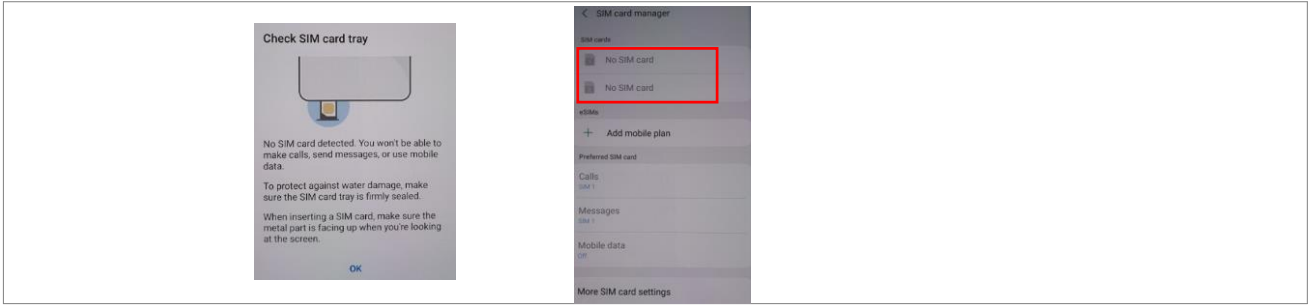 Check SIM card tray
No SIM card detected. You won't be able to
make calls, send messages, or use mobile
data.
To protect against water damage, make
sure the SIM card tray is firmly sealed.
When inserting a SIM card, make sure the
metal part is facing up when you're looking
at the screen.
OK
SIM card manager
SIM cards
No SIM card
No SIM card
eSIMs
Add mobile plan
Preferred SIM card
Calls
SIM 1
Messages
SIM 1
Mobile data
Off
More SIM card settings